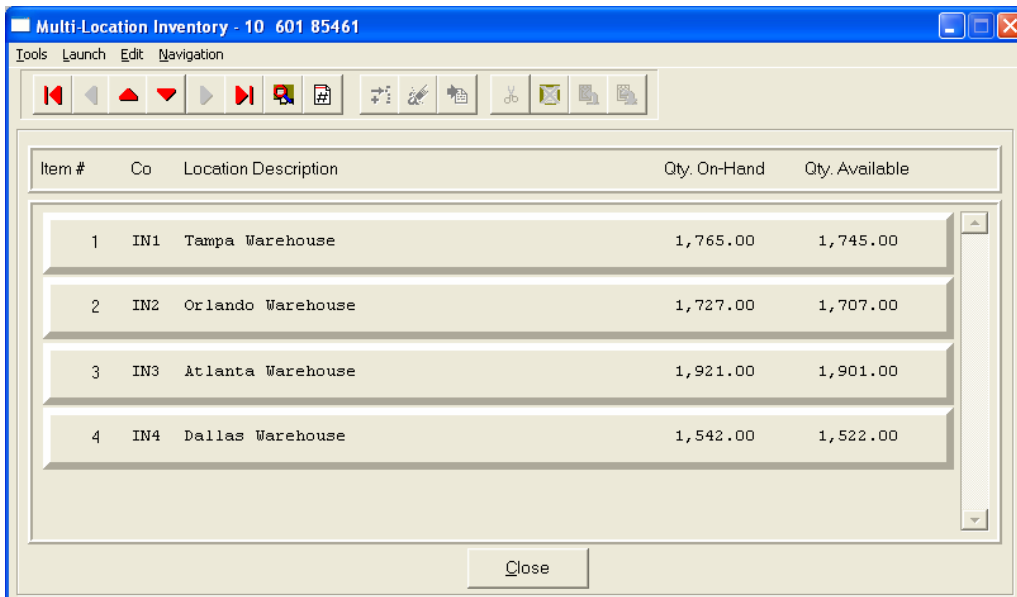 Multi-Location Inventory - 10  601 85461
Tools Launch Edit Navigation
#
Item # Co Location Description Qty. On-Hand Qty. Available
1 IN1 Tampa Warehouse 1,765.00 1,745.00
2 IN2 Orlando Warehouse 1,727.00 1,707.00
3 IN3 Atlanta Warehouse 1,921.00 1,901.00
4 IN4 Dallas Warehouse 1,542.00 1,522.00
Close